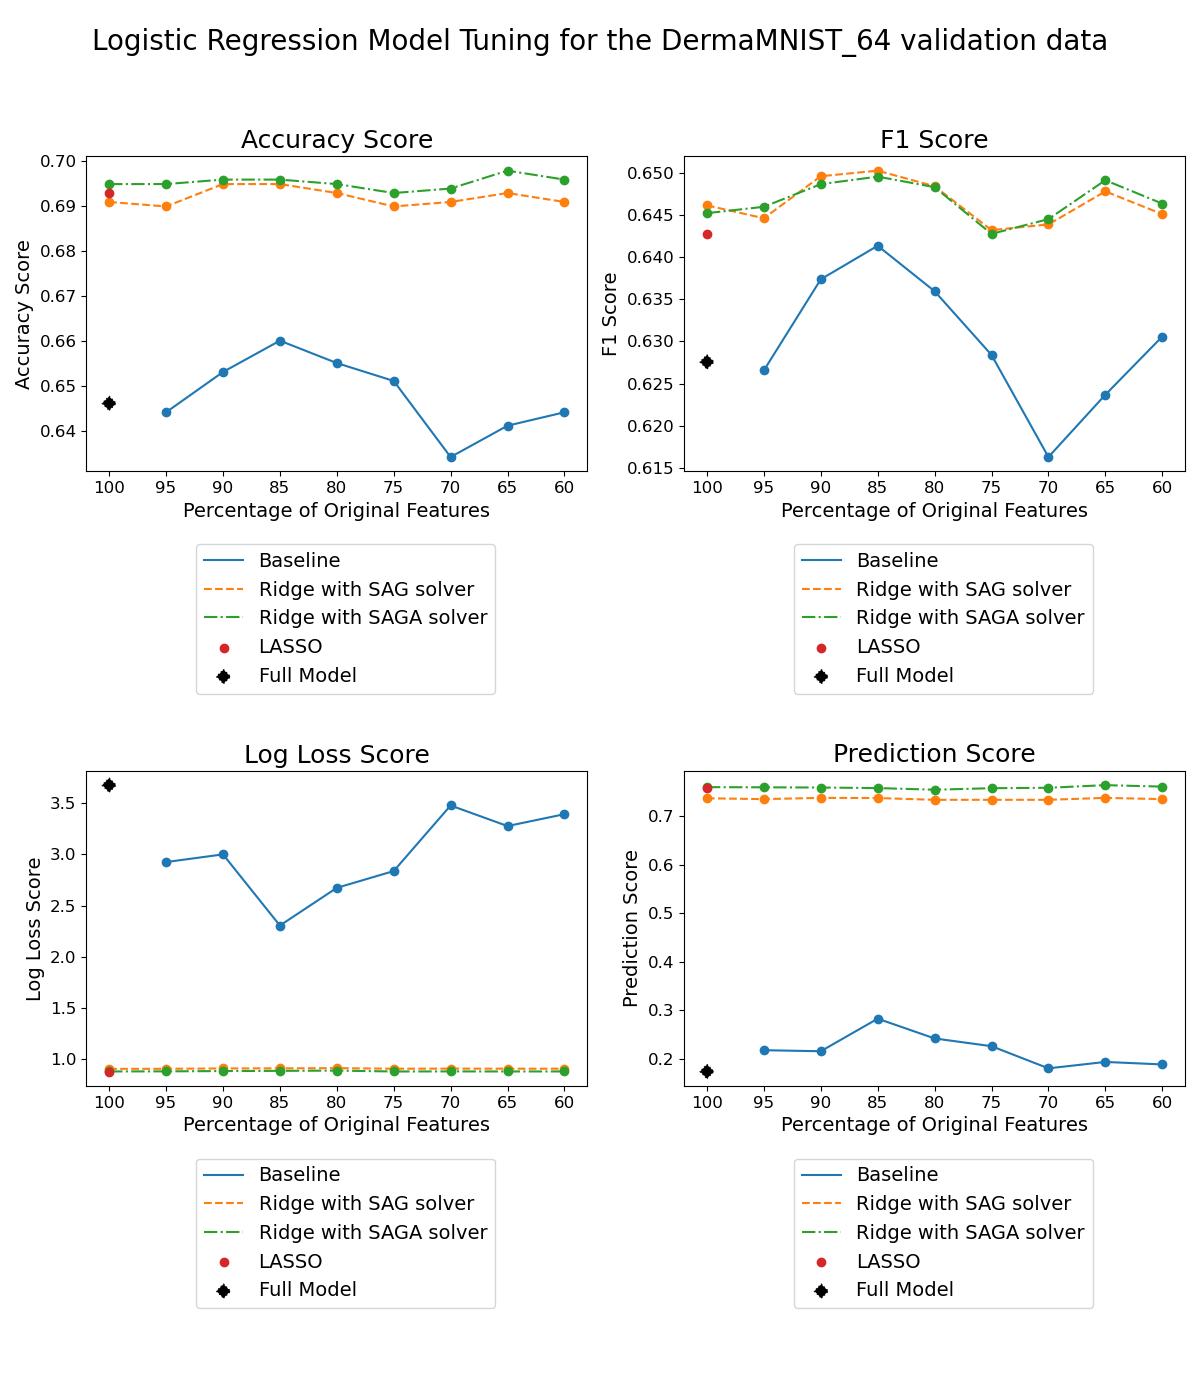 Logistic Regression Model Tuning for the DermaMNIST_64 validation data
Accuracy Score
Accuracy Score
0.70
0.69
0.68
0.67
0.66
0.65
0.64
100 95 90 85 80 75 70 65 60
Percentage of Original Features
Baseline
Ridge with SAG solver
Ridge with SAGA solver
LASSO
Full Model
F1 Score
F1 Score
0.650
0.645
0.640
0.635
0.630
0.625
0.620
0.615
100 95 90 85 80 75 70 65 60
Percentage of Original Features
Baseline
Ridge with SAG solver
Ridge with SAGA solver
LASSO
Full Model
Log Loss Score
Log Loss Score
3.5
3.0
2.5
2.0
1.5
1.0
100 95 90 85 80 75 70 65 60
Percentage of Original Features
Baseline
Ridge with SAG solver
Ridge with SAGA solver
LASSO
Full Model
Prediction Score
Prediction Score
0.7
0.6
0.5
0.4
0.3
0.2
100 95 90 85 80 75 70 65 60
Percentage of Original Features
Baseline
Ridge with SAG solver
Ridge with SAGA solver
LASSO
Full Model